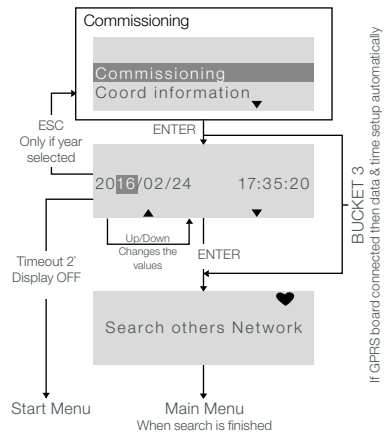 Commissioning
Commissioning
Coord information
ESC
Only if year
selected
ENTER
2016/02/24 17:35:20
Up/Down
Changes the
values
ENTER
Timeout 2`
Display OFF
Search others Network
Start Menu
Main Menu
When search is finished
BUCKET 3
If GPRS board connected then data & time setup automatically